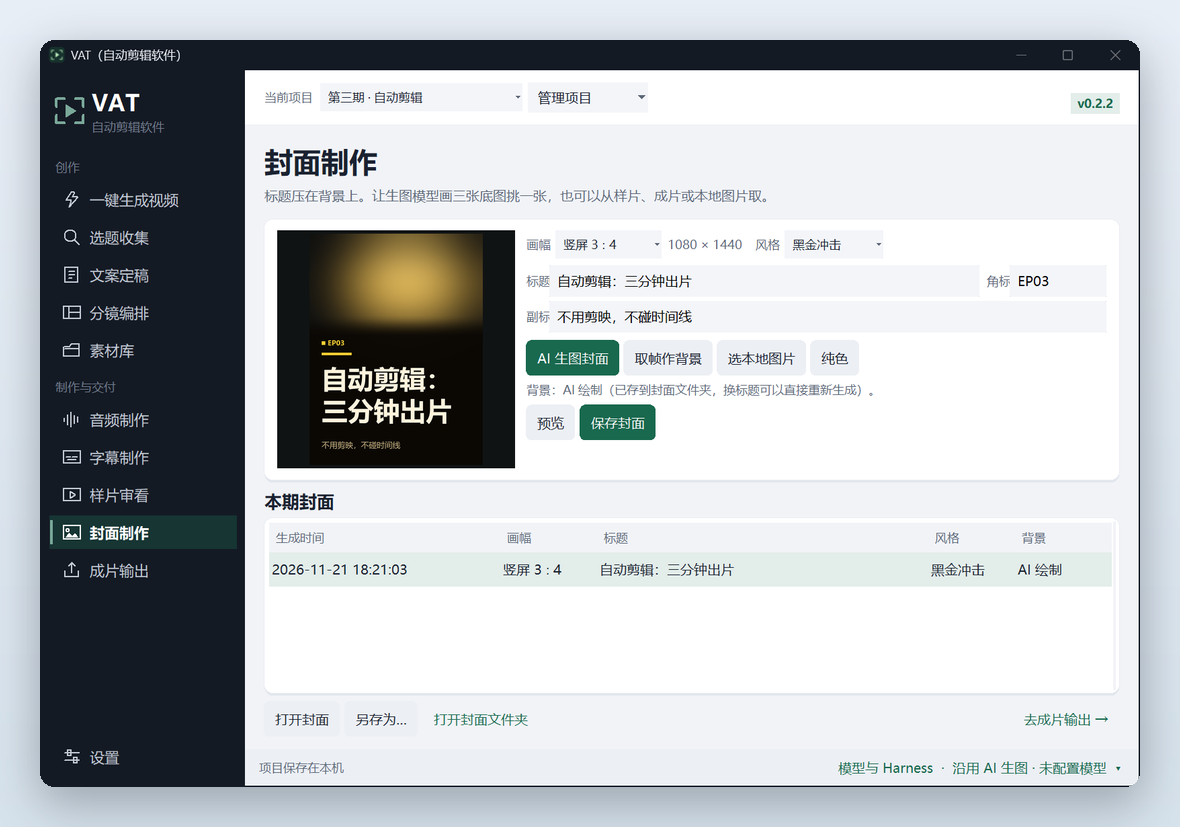 VAT（自动剪辑软件）
VAT
自动剪辑软件
创作
一键生成视频
选题收集
文案定稿
分镜编排
素材库
制作与交付
音频制作
字幕制作
样片审看
封面制作
成片输出
设置
当前项目 第三期 · 自动剪辑 管理项目 v0.2.2
封面制作
标题压在背景上。让生图模型画三张底图挑一张，也可以从样片、成片或本地图片取。
EP03
自动剪辑：
三分钟出片
不用剪映，不碰时间线
画幅 竖屏 3 : 4 1080 × 1440 风格 黑金冲击
标题 自动剪辑：三分钟出片 角标 EP03
副标 不用剪映，不碰时间线
AI 生图封面 取帧作背景 选本地图片 纯色
背景：AI 绘制（已存到封面文件夹，换标题可以直接重新生成）。
预览 保存封面
本期封面
生成时间 画幅 标题 风格 背景
2026-11-21 18:21:03 竖屏 3 : 4 自动剪辑：三分钟出片 黑金冲击 AI 绘制
打开封面 另存为... 打开封面文件夹 去成片输出 →
项目保存在本机 模型与 Harness · 沿用 AI 生图 · 未配置模型